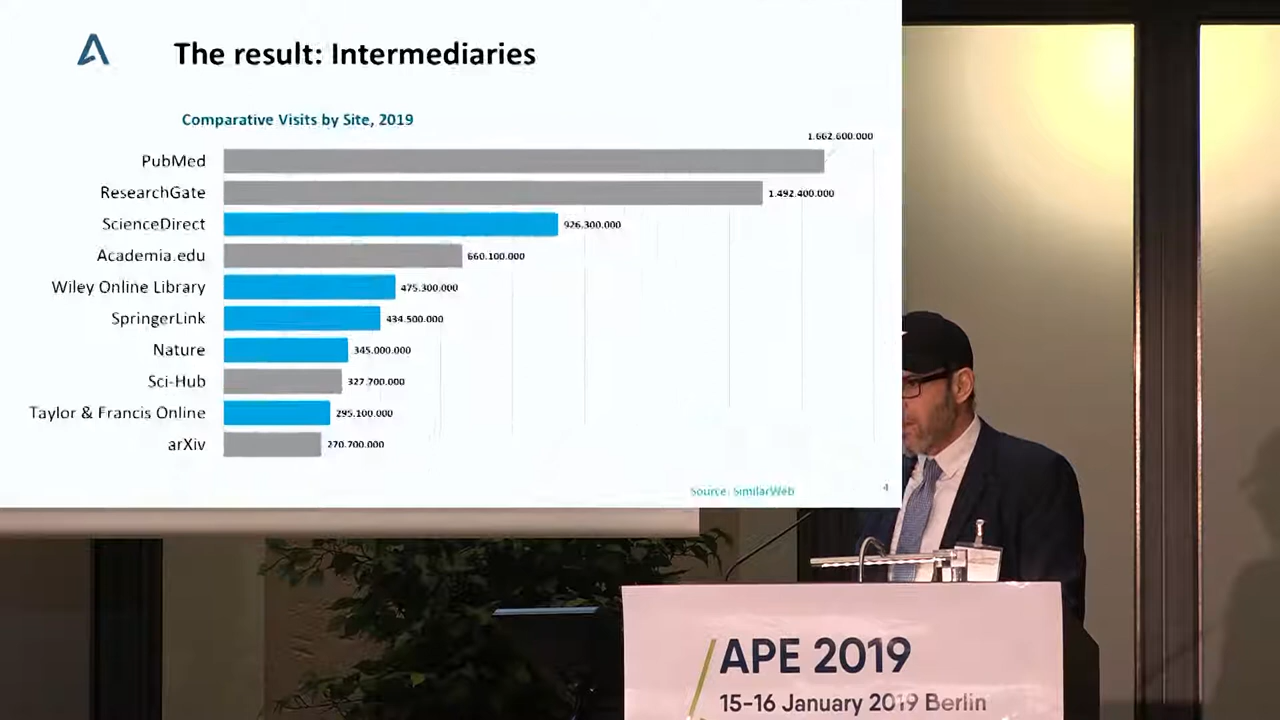 The result: Intermediaries
Comparative Visits by Site, 2019
PubMed 1.662.600.000
ResearchGate 1.492.400.000
ScienceDirect 926.300.000
Academia.edu 660.100.000
Wiley Online Library 475.300.000
SpringerLink 434.500.000
Nature 345.000.000
Sci-Hub 327.700.000
Taylor & Francis Online 295.100.000
arXiv 270.700.000
Source: SimilarWeb
4
APE 2019
15-16 January 2019 Berlin